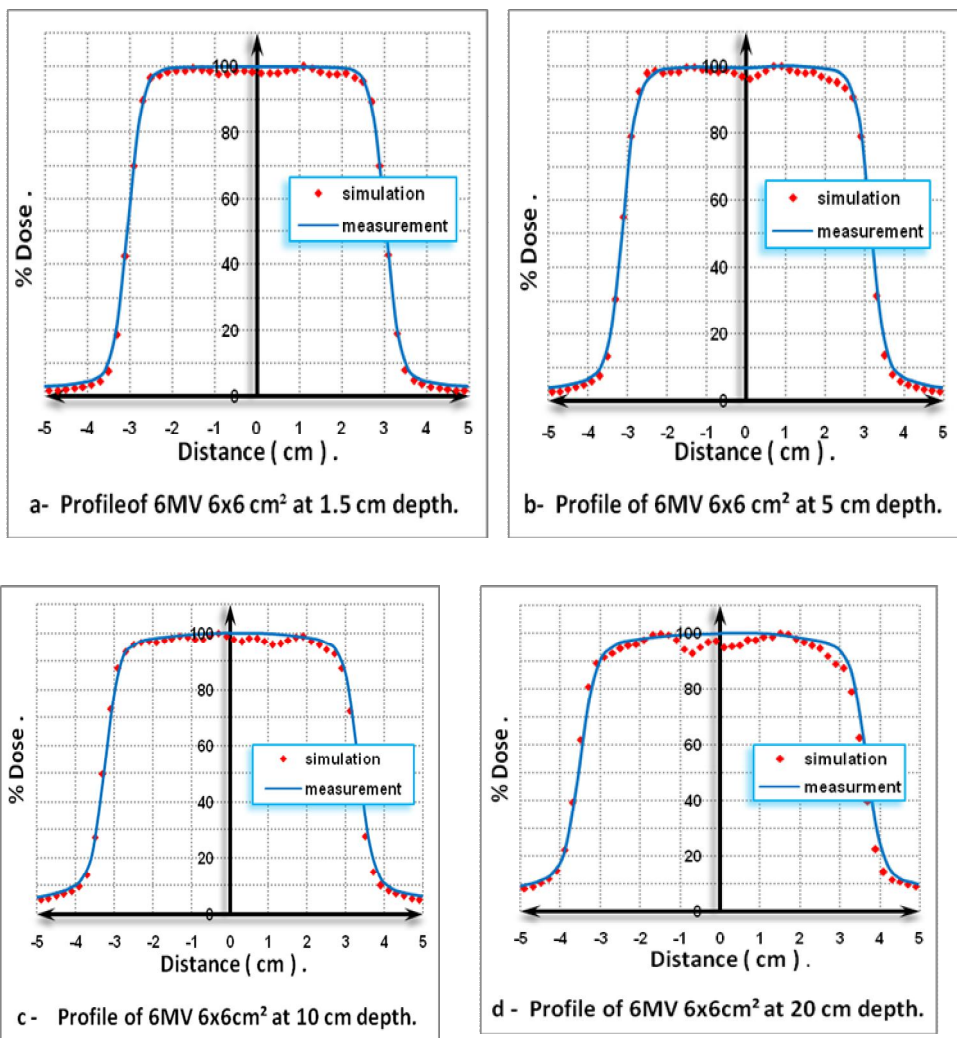 100
80
60
40
20
0
% Dose .
simulation
measurement
-5 -4 -3 -2 -1 0 1 2 3 4 5
Distance ( cm ) .
a- Profileof 6MV 6x6 cm² at 1.5 cm depth.
100
80
60
40
20
0
% Dose .
simulation
measurement
-5 -4 -3 -2 -1 0 1 2 3 4 5
Distance ( cm ) .
b- Profile of 6MV 6x6 cm² at 5 cm depth.
100
80
60
40
20
0
% Dose .
simulation
measurement
-5 -4 -3 -2 -1 0 1 2 3 4 5
Distance ( cm ) .
c - Profile of 6MV 6x6cm² at 10 cm depth.
100
80
60
40
20
0
% Dose .
simulation
measurment
-5 -4 -3 -2 -1 0 1 2 3 4 5
Distance ( cm ) .
d - Profile of 6MV 6x6cm² at 20 cm depth.